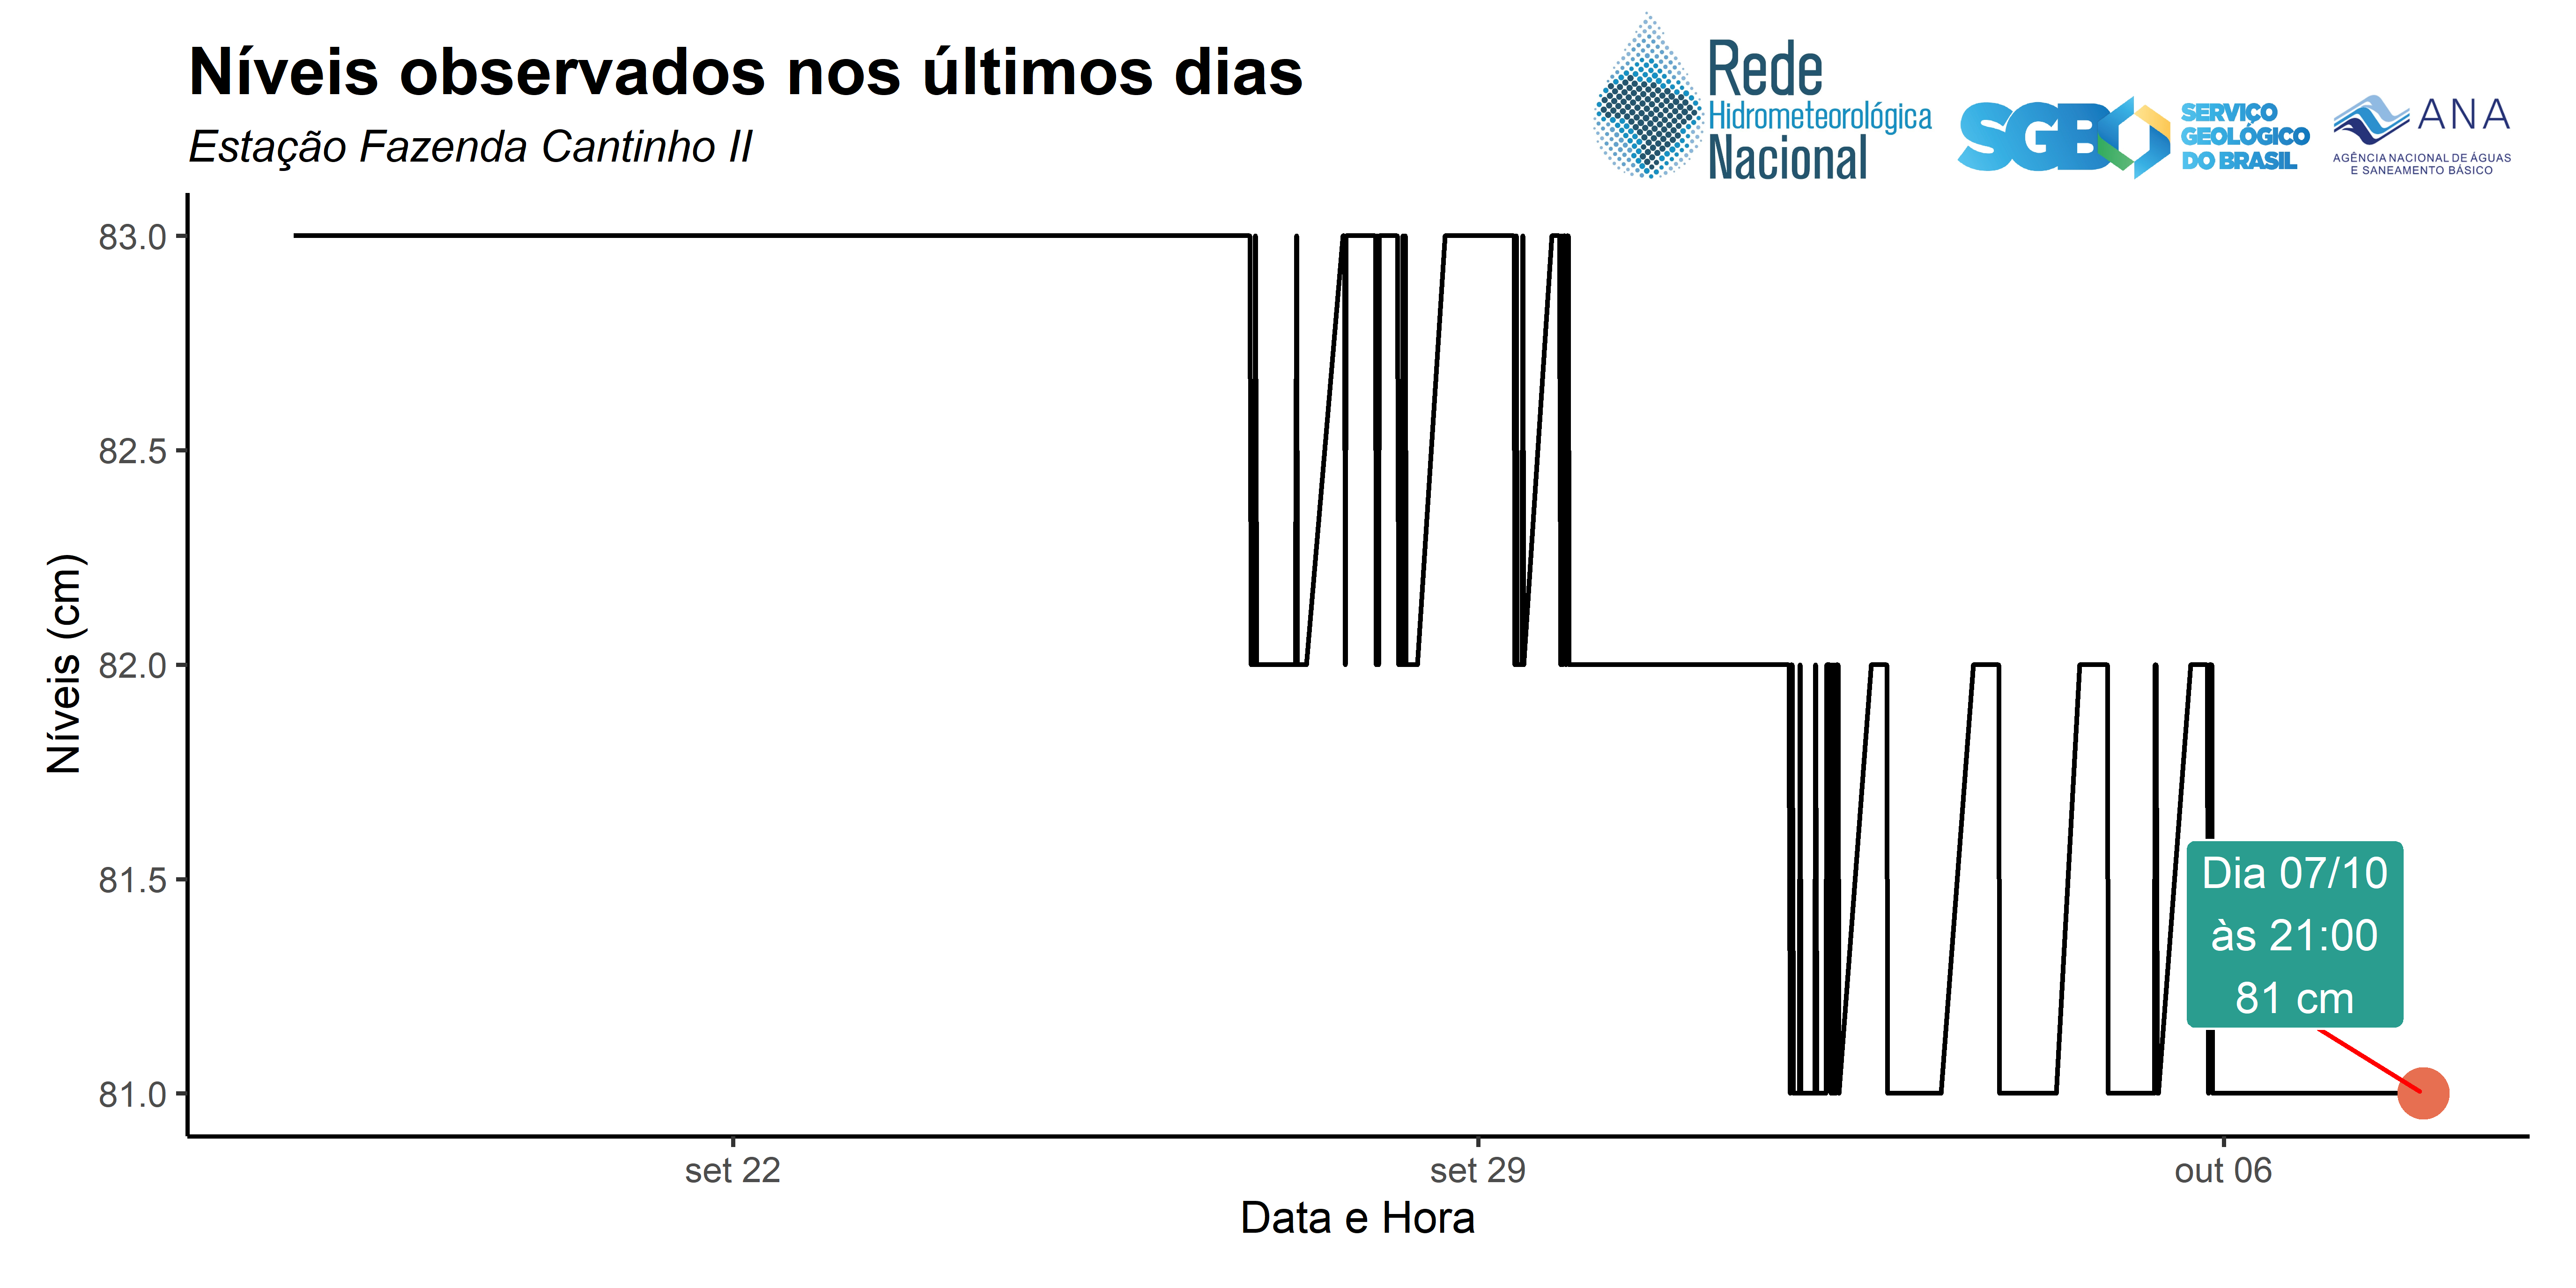 Níveis observados nos últimos dias
Estação Fazenda Cantinho II
Rede
Hidrometeorológica
Nacional
SGB
SERVIÇO
GEOLÓGICO
DO BRASIL
ANA
AGÊNCIA NACIONAL DE ÁGUAS
E SANEAMENTO BÁSICO
Níveis (cm)
83.0
82.5
82.0
81.5
81.0
Dia 07/10
às 21:00
81 cm
set 22
set 29
out 06
Data e Hora